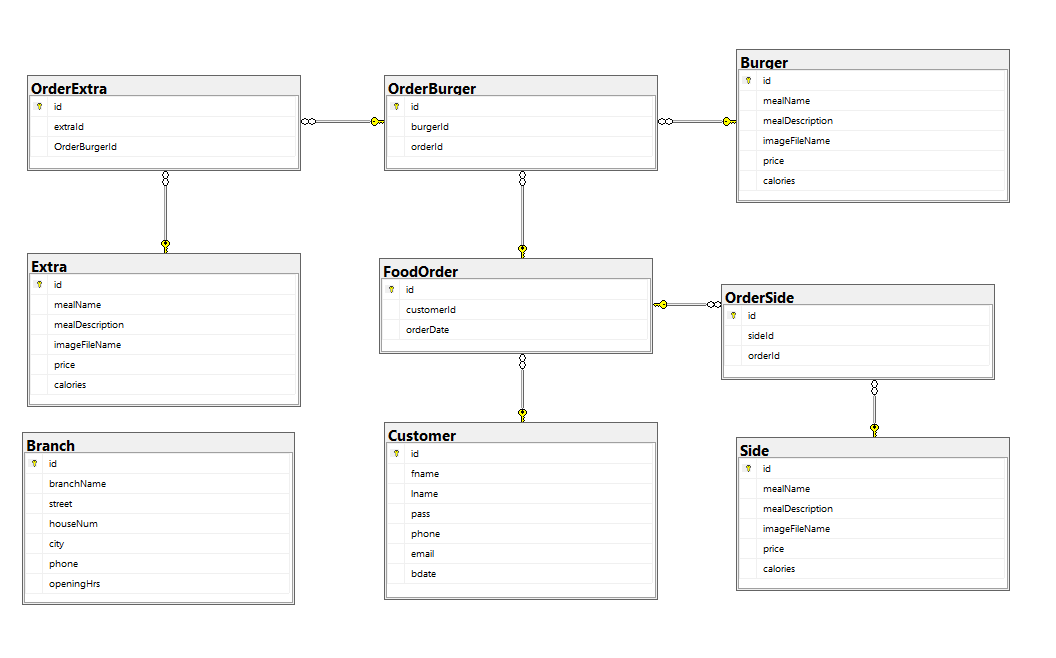 OrderExtra
id
extraId
OrderBurgerId
OrderBurger
id
burgerId
orderId
Burger
id
mealName
mealDescription
imageFileName
price
calories
Extra
id
mealName
mealDescription
imageFileName
price
calories
FoodOrder
id
customerId
orderDate
OrderSide
id
sideId
orderId
Branch
id
branchName
street
houseNum
city
phone
openingHrs
Customer
id
fname
lname
pass
phone
email
bdate
Side
id
mealName
mealDescription
imageFileName
price
calories